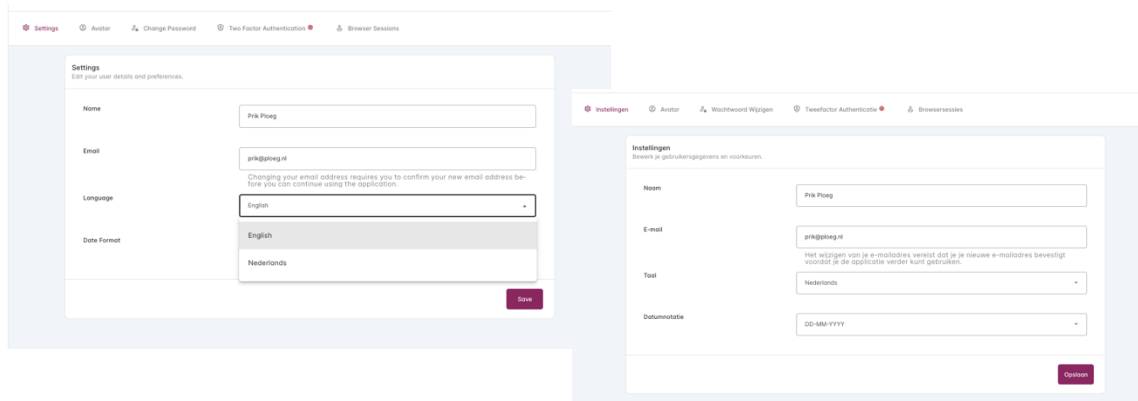 Settings Avatar Change Password Two Factor Authentication Browser Sessions
Settings
Edit your user details and preferences.
Name
Prik Ploeg
Email
prik@ploeg.nl
Changing your email address requires you to confirm your new email address be-
fore you can continue using the application.
Language
English
English
Nederlands
Date Format
Save
Instellingen Avatar Wachtwoord Wijzigen Tweefactor Authenticatie Browsersessies
Instellingen
Bewerk je gebruikersgegevens en voorkeuren.
Naam
Prik Ploeg
E-mail
prik@ploeg.nl
Het wijzigen van je e-mailadres vereist dat je je nieuwe e-mailadres bevestigt
voordat je de applicatie verder kunt gebruiken.
Taal
Nederlands
Datumnotatie
DD-MM-YYYY
Opslaan